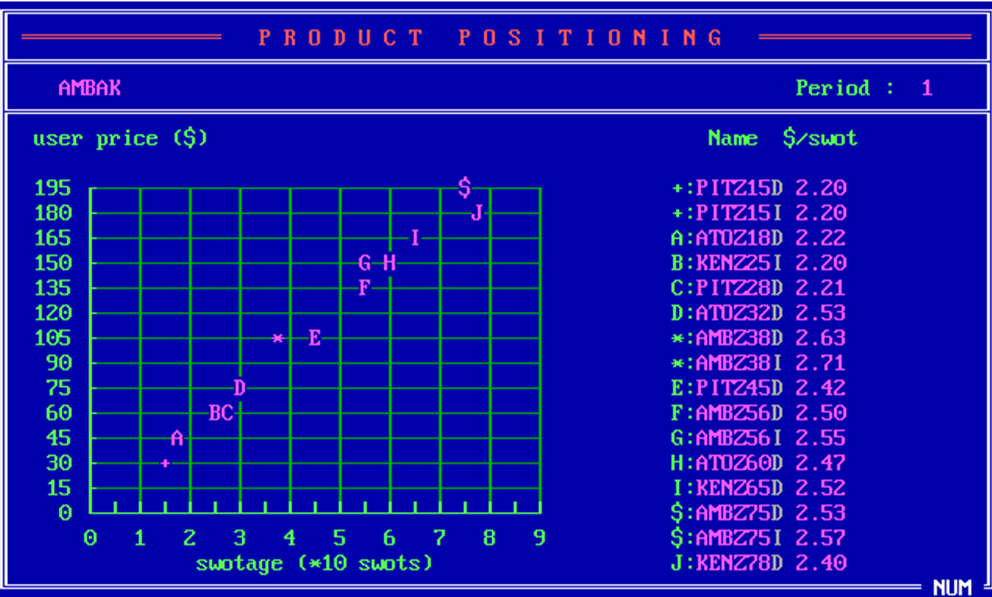 PRODUCT POSITIONING
AMBAK Period : 1
user price ($) Name $/swot
195 $ +:PITZ15D 2.20
180 J +:PITZ15I 2.20
165 I A:ATOZ18D 2.22
150 G H B:KENZ25I 2.20
135 F C:PITZ28D 2.21
120 D:ATOZ32D 2.53
105 * E *:AMBZ38D 2.63
90 *:AMBZ38I 2.71
75 D E:PITZ45D 2.42
60 BC F:AMBZ56D 2.50
45 A G:AMBZ56I 2.55
30 + H:ATOZ60D 2.47
15 I:KENZ65D 2.52
0 $:AMBZ75D 2.53
0 1 2 3 4 5 6 7 8 9 $:AMBZ75I 2.57
swotage (*10 swots) J:KENZ78D 2.40
NUM